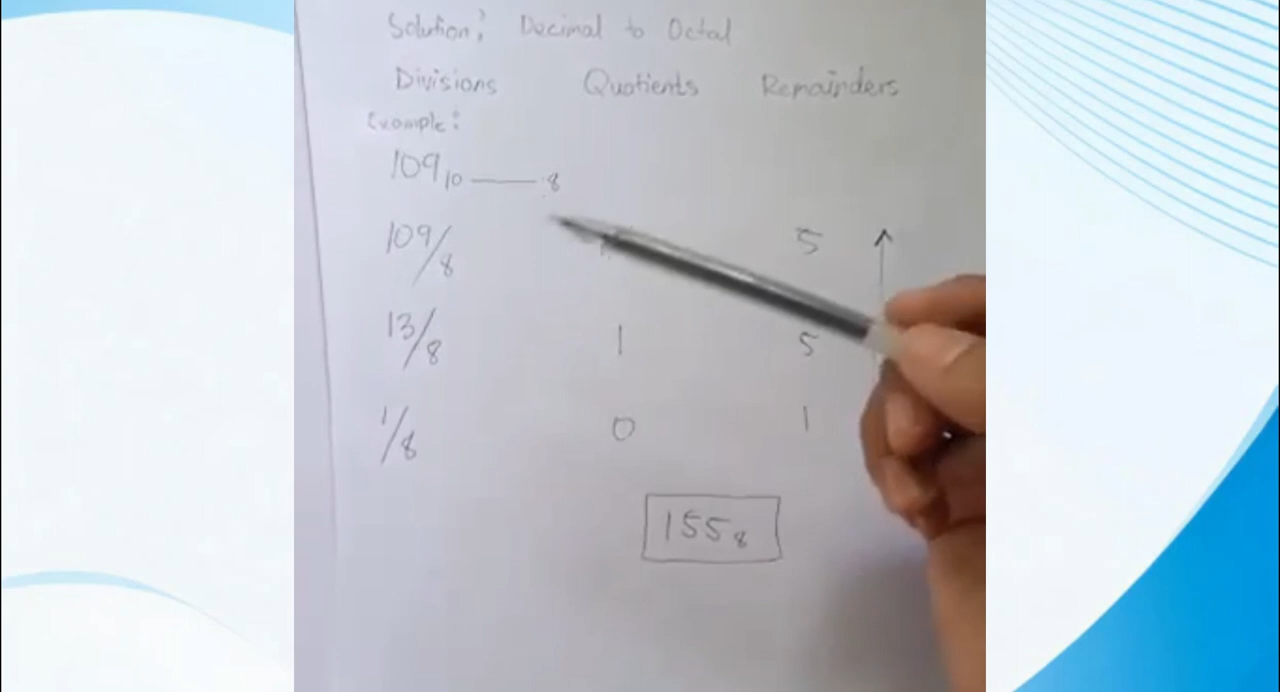 Solution: Decimal to Octal
Divisions Quotients Remainders
Example:
109₁₀ ____ ₈
109/8 5
13/8 1 5
1/8 0 1
155₈